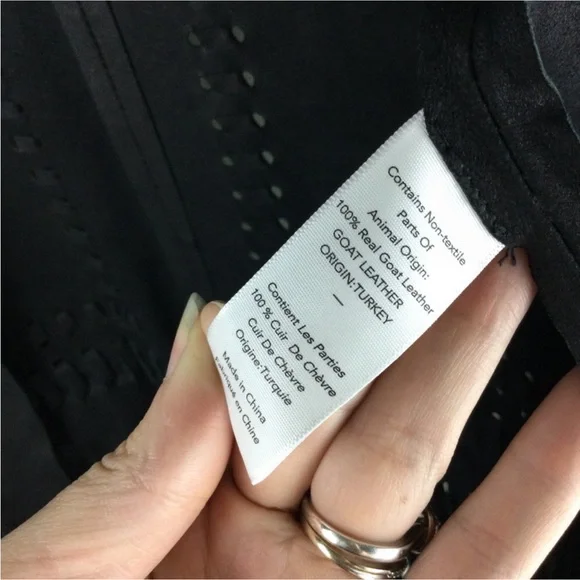 Contains Non-textile
Parts Of
Animal Origin:
100% Real Goat Leather
GOAT LEATHER
ORIGIN:TURKEY
—
Contient Les Parties
100 % Cuir De Chèvre
Cuir De Chèvre
Origine:Turquie
Made in China
Fabriqué en Chine